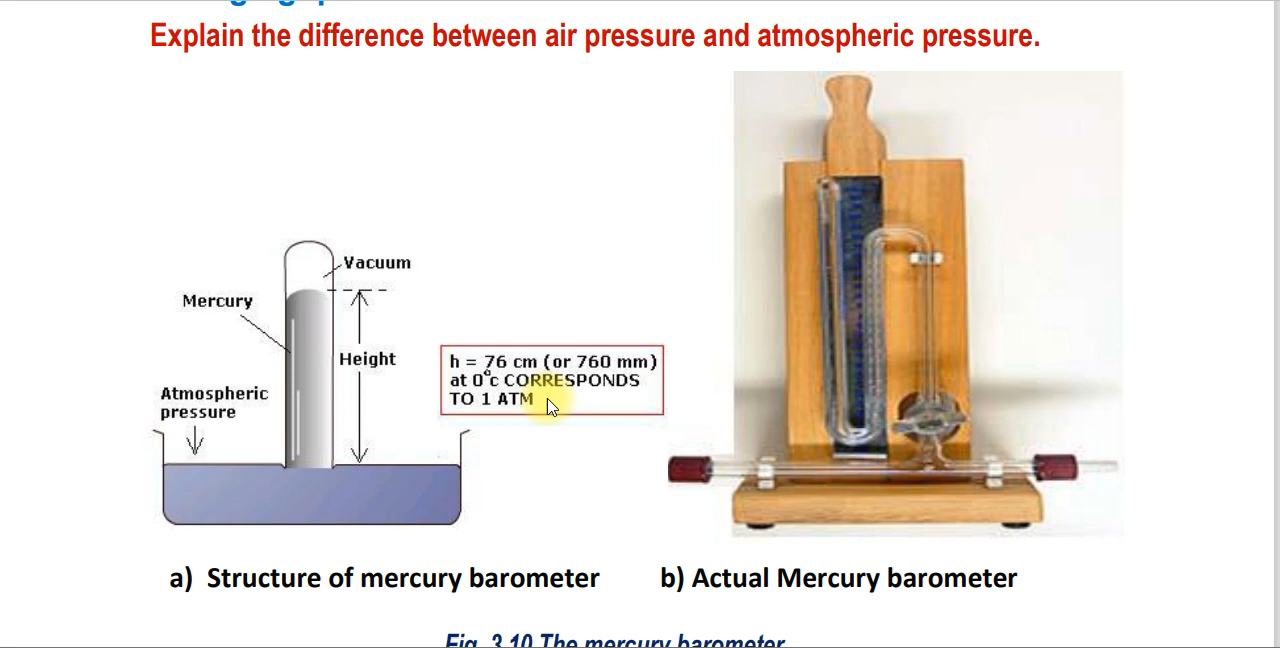 Explain the difference between air pressure and atmospheric pressure.
Vacuum
Mercury
Height
h = 76 cm (or 760 mm)
at 0°c CORRESPONDS
TO 1 ATM
Atmospheric
pressure
a) Structure of mercury barometer
b) Actual Mercury barometer
Fig. 3.10 The mercury barometer